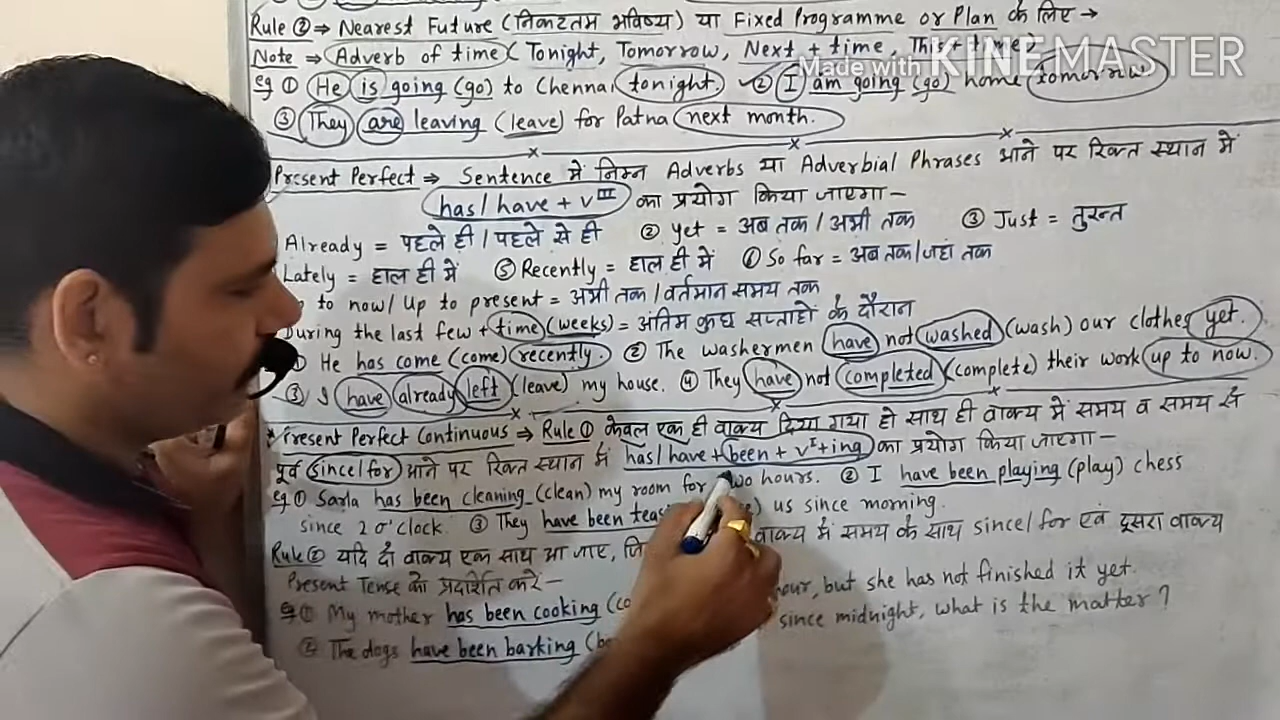 Rule ② ⇒ Nearest Future (निकटतम भविष्य) या Fixed Programme or Plan के लिए →
Note ⇒ Adverb of time (Tonight, Tomorrow, Next + time, This + time)
Made with KINEMASTER
eg ① He is going (go) to Chennai tonight. ② I am going (go) home tomorrow
③ They are leaving (leave) for Patna next month.
Present Perfect ⇒ Sentence में निम्न Adverbs या Adverbial Phrases आने पर रिक्त स्थान में
has/have + vIII का प्रयोग किया जाएगा—
Already = पहले ही / पहले से ही ② Yet = अब तक / अभी तक ③ Just = तुरन्त
Lately = हाल ही में ⑤ Recently = हाल ही में ⑥ So far = अब तक/जहां तक
to now/ Up to present = अभी तक / वर्तमान समय तक
During the last few + time (weeks) = अंतिम कुछ सप्ताहों के दौरान
① He has come (come) recently. ② The washermen have not washed (wash) our clothes yet.
③ I have already left (leave) my house. ④ They have not completed (complete) their work up to now.
* Present Perfect Continuous ⇒ Rule ① केवल एक ही वाक्य दिया गया हो साथ ही वाक्य में समय व समय से
पूर्व since/for आने पर रिक्त स्थान में has/have + been + vI + ing का प्रयोग किया जाएगा—
eg ① Sarla has been cleaning (clean) my room for two hours. ② I have been playing (play) chess
since 2 o'clock. ③ They have been us since morning.
Rule ② यदि दो वाक्य एक साथ आ जाए, वाक्य में समय के साथ since/for एवं दूसरा वाक्य
Present Tense को प्रदर्शित करे—
eg ① My mother has been cooking hour, but she has not finished it yet.
② The dogs have been barking since midnight, what is the matter?